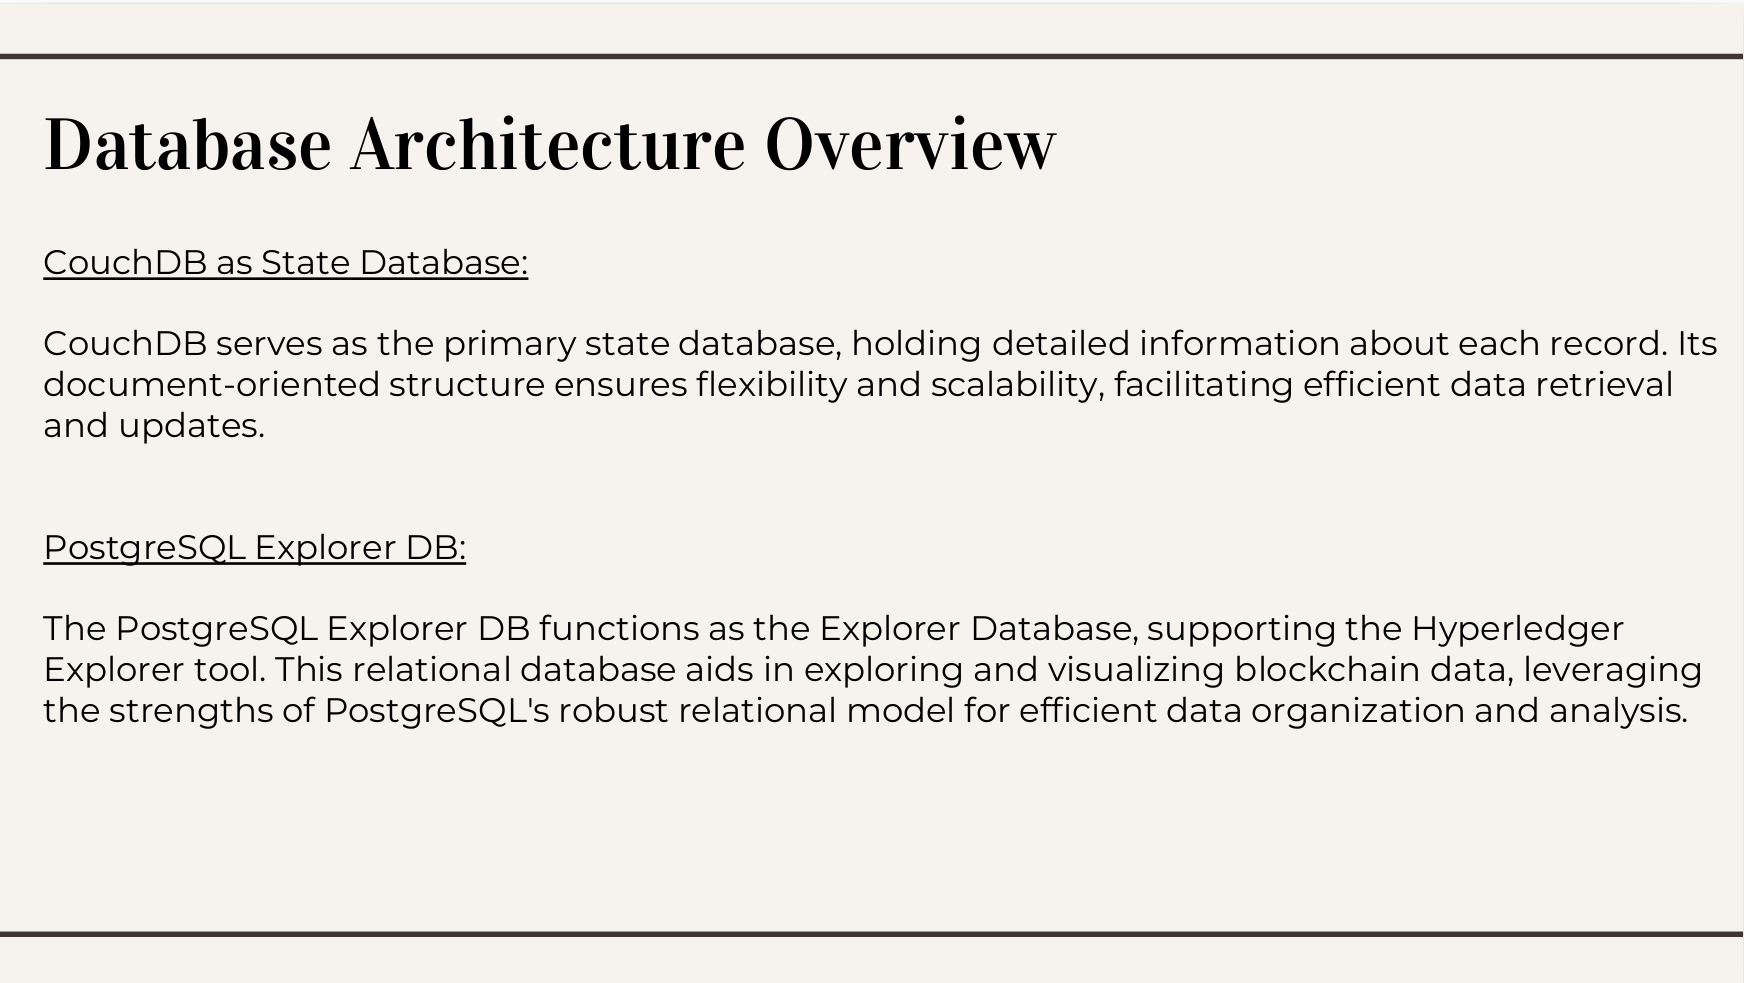 Database Architecture Overview
CouchDB as State Database:
CouchDB serves as the primary state database, holding detailed information about each record. Its
document-oriented structure ensures flexibility and scalability, facilitating efficient data retrieval
and updates.
PostgreSQL Explorer DB:
The PostgreSQL Explorer DB functions as the Explorer Database, supporting the Hyperledger
Explorer tool. This relational database aids in exploring and visualizing blockchain data, leveraging
the strengths of PostgreSQL's robust relational model for efficient data organization and analysis.